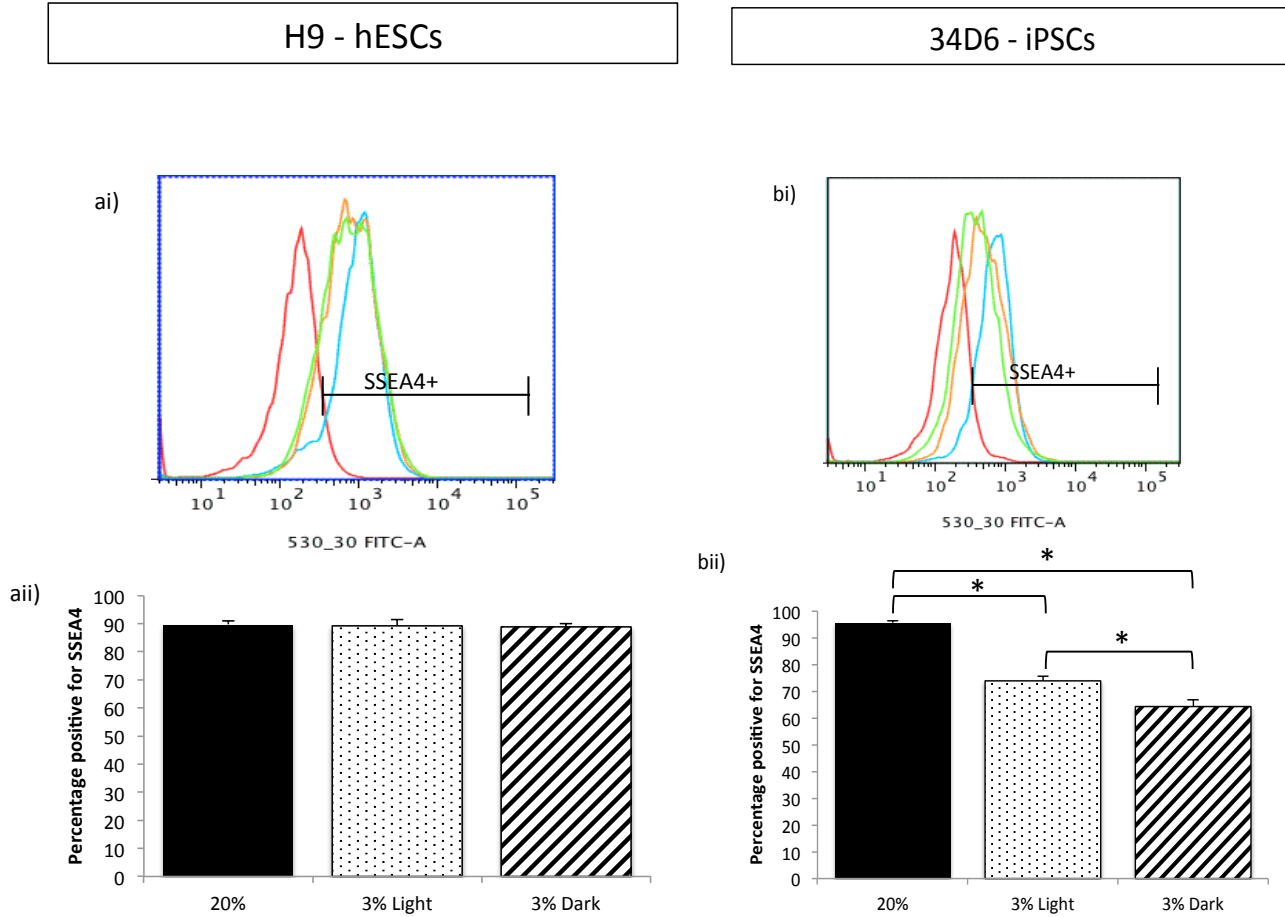 H9 - hESCs
34D6 - iPSCs
ai)
SSEA4+
10^1 10^2 10^3 10^4 10^5
530_30 FITC-A
bi)
SSEA4+
10^1 10^2 10^3 10^4 10^5
530_30 FITC-A
aii)
Percentage positive for SSEA4
100
90
80
70
60
50
40
30
20
10
0
20% 3% Light 3% Dark
bii)
*
*
*
Percentage positive for SSEA4
100
90
80
70
60
50
40
30
20
10
0
20% 3% Light 3% Dark